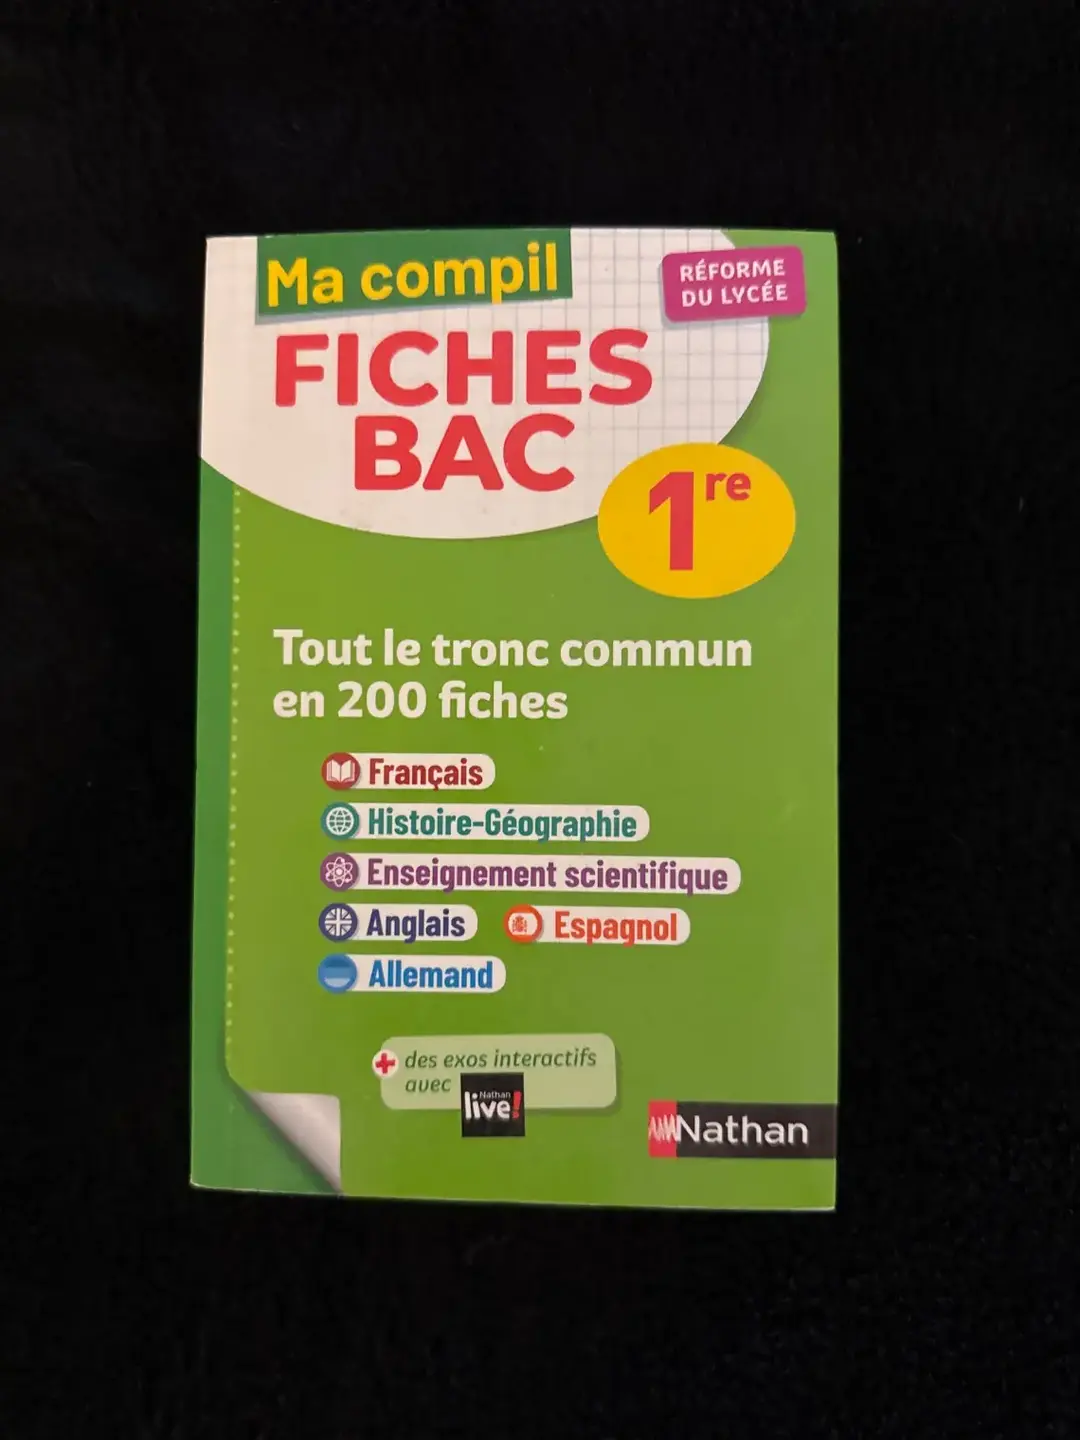 Ma compil
RÉFORME
DU LYCÉE
FICHES
BAC
1re
Tout le tronc commun
en 200 fiches
Français
Histoire-Géographie
Enseignement scientifique
Anglais
Espagnol
Allemand
+ des exos interactifs
avec
Nathan
live!
Nathan